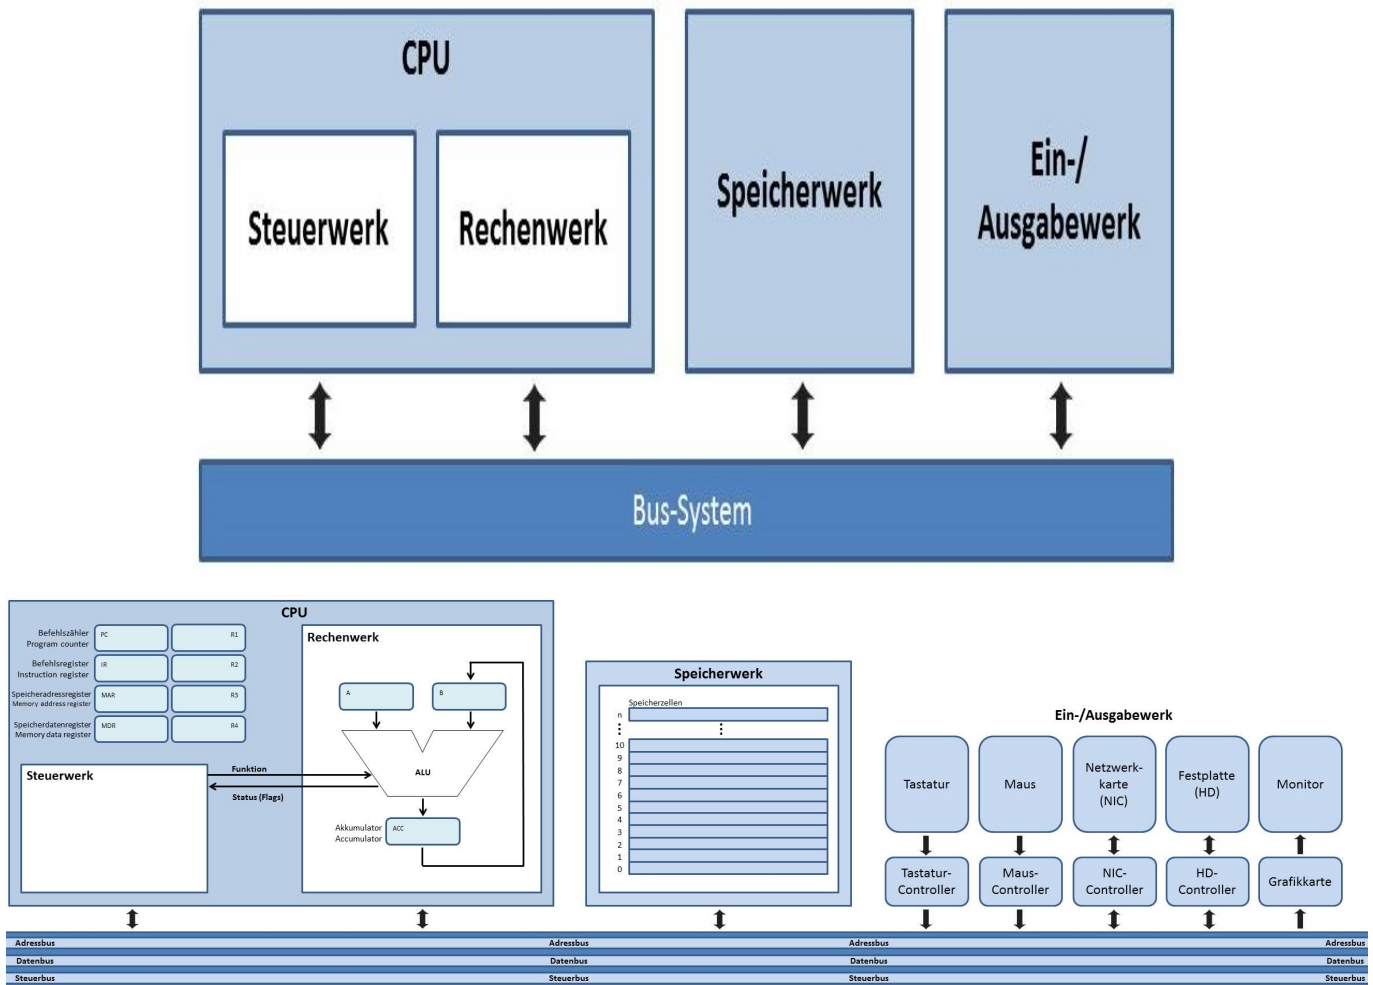 CPU
Steuerwerk
Rechenwerk
Speicherwerk
Ein-/
Ausgabewerk
Bus-System
CPU
Befehlszähler
Program counter
PC
R1
Befehlsregister
Instruction register
IR
R2
Speicheradressregister
Memory address register
MAR
R3
Speicherdatenregister
Memory data register
MDR
R4
Steuerwerk
Funktion
Status (Flags)
Rechenwerk
A
B
ALU
Akkumulator
Accumulator
ACC
Speicherwerk
Speicherzellen
n
10
9
8
7
6
5
4
3
2
1
0
Ein-/Ausgabewerk
Tastatur
Maus
Netzwerk-
karte
(NIC)
Festplatte
(HD)
Monitor
Tastatur-
Controller
Maus-
Controller
NIC-
Controller
HD-
Controller
Grafikkarte
Adressbus Adressbus Adressbus Adressbus
Datenbus Datenbus Datenbus Datenbus
Steuerbus Steuerbus Steuerbus Steuerbus